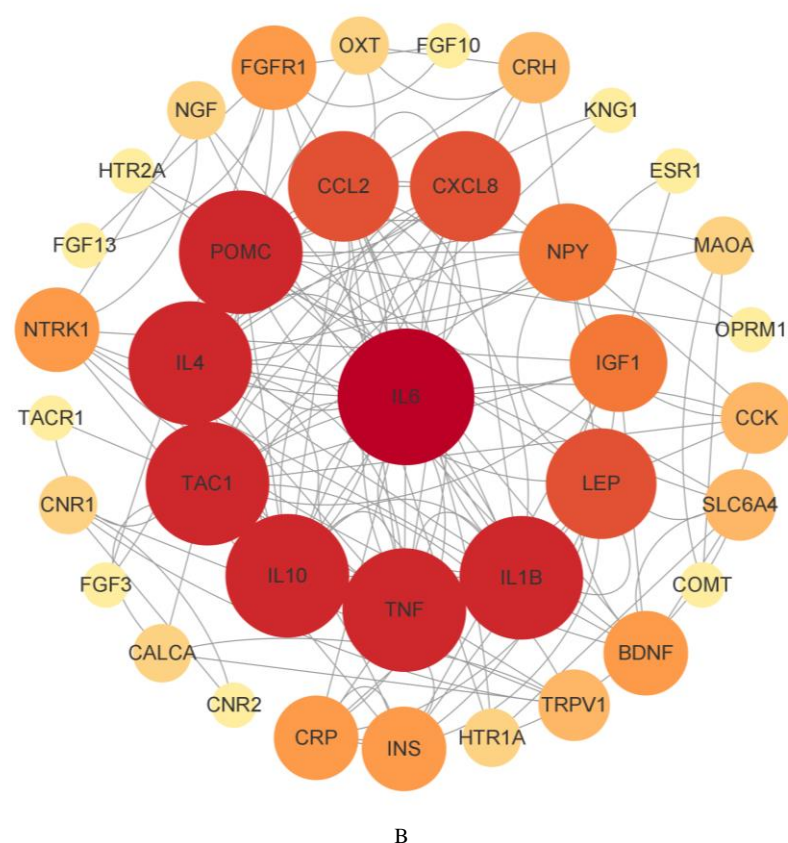 OXT
FGF10
FGFR1
CRH
NGF
KNG1
HTR2A
CCL2
CXCL8
ESR1
FGF13
POMC
NPY
MAOA
NTRK1
OPRM1
IL4
IL6
IGF1
TACR1
CCK
TAC1
LEP
CNR1
SLC6A4
IL10
IL1B
FGF3
TNF
COMT
CALCA
BDNF
CNR2
TRPV1
CRP
INS
HTR1A
B